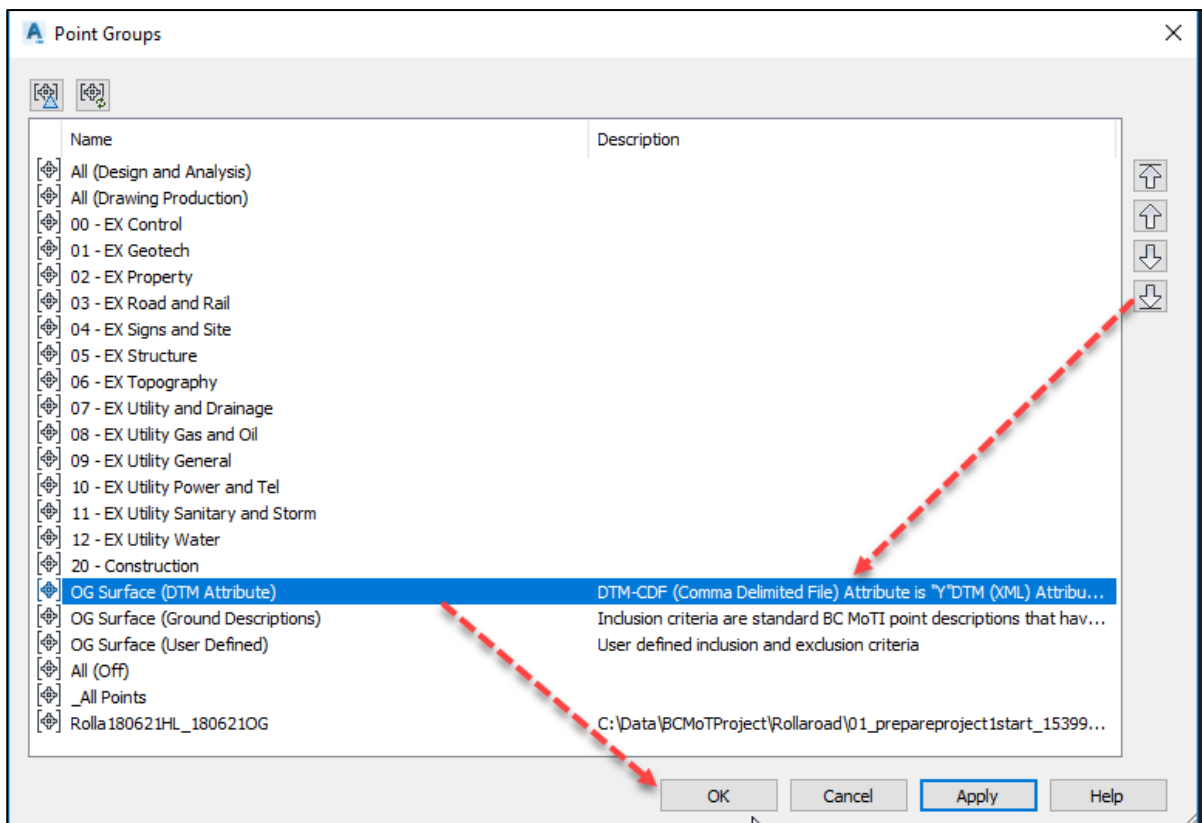 Point Groups
Name Description
All (Design and Analysis)
All (Drawing Production)
00 - EX Control
01 - EX Geotech
02 - EX Property
03 - EX Road and Rail
04 - EX Signs and Site
05 - EX Structure
06 - EX Topography
07 - EX Utility and Drainage
08 - EX Utility Gas and Oil
09 - EX Utility General
10 - EX Utility Power and Tel
11 - EX Utility Sanitary and Storm
12 - EX Utility Water
20 - Construction
OG Surface (DTM Attribute) DTM-CDF (Comma Delimited File) Attribute is "Y"DTM (XML) Attribu...
OG Surface (Ground Descriptions) Inclusion criteria are standard BC MoTI point descriptions that hav...
OG Surface (User Defined) User defined inclusion and exclusion criteria
All (Off)
_All Points
Rolla180621HL_180621OG C:\Data\BCMoTProject\Rollaroad\01_prepareproject1start_15399...
OK Cancel Apply Help